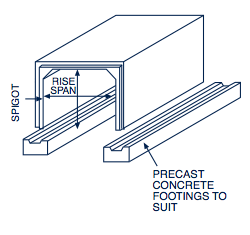 RISE
SPAN
SPIGOT
PRECAST
CONCRETE
FOOTINGS TO
SUIT